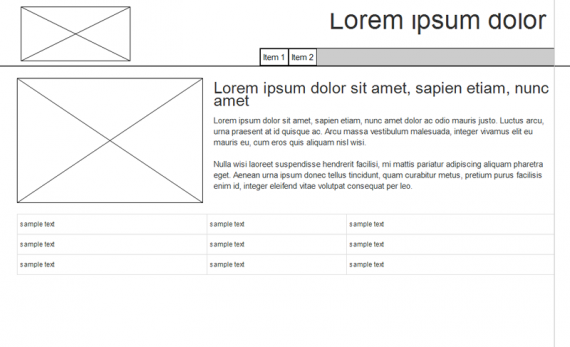 Lorem ipsum dolor
Item 1 Item 2
Lorem ipsum dolor sit amet, sapien etiam, nunc
amet
Lorem ipsum dolor sit amet, sapien etiam, nunc amet dolor ac odio mauris justo. Luctus arcu,
urna praesent at id quisque ac. Arcu massa vestibulum malesuada, integer vivamus elit eu
mauris eu, cum eros quis aliquam nisl wisi.
Nulla wisi laoreet suspendisse hendrerit facilisi, mi mattis pariatur adipiscing aliquam pharetra
eget. Aenean urna ipsum donec tellus tincidunt, quam curabitur metus, pretium purus facilisis
enim id, integer eleifend vitae volutpat consequat per leo.
sample text sample text sample text
sample text sample text sample text
sample text sample text sample text